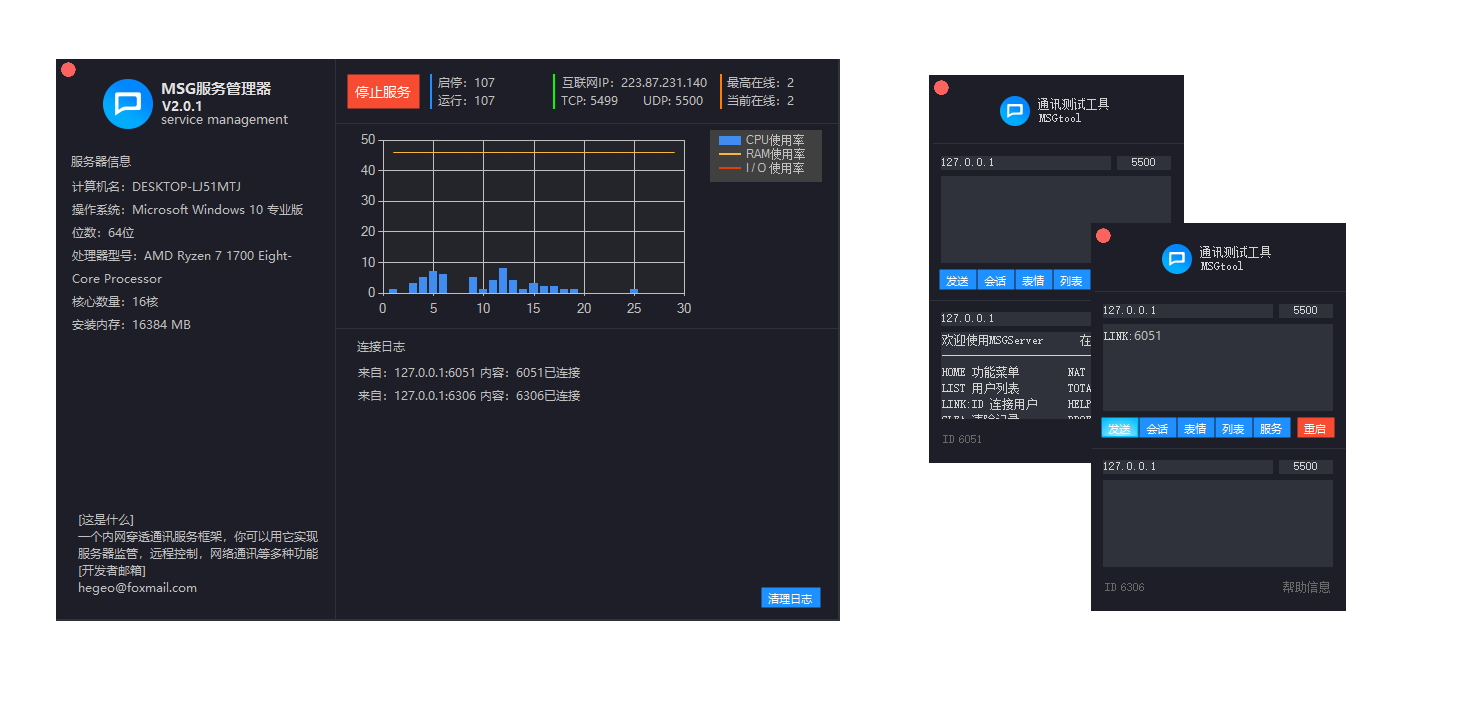 MSG服务管理器
V2.0.1
service management
服务器信息
计算机名：DESKTOP-LJ51MTJ
操作系统：Microsoft Windows 10 专业版
位数：64位
处理器型号：AMD Ryzen 7 1700 Eight-
Core Processor
核心数量：16核
安装内存：16384 MB
[这是什么]
一个内网穿透通讯服务框架，你可以用它实现
服务器监管，远程控制，网络通讯等多种功能
[开发者邮箱]
hegeo@foxmail.com
停止服务
启停：107
运行：107
互联网IP：223.87.231.140
TCP: 5499 UDP: 5500
最高在线：2
当前在线：2
50
40
30
20
10
0
0 5 10 15 20 25 30
CPU使用率
RAM使用率
I / O 使用率
连接日志
来自：127.0.0.1:6051 内容：6051已连接
来自：127.0.0.1:6306 内容：6306已连接
清理日志
通讯测试工具
MSGtool
127.0.0.1 5500
发送 会话 表情 列表
127.0.0.1
欢迎使用MSGServer 在
HOME 功能菜单 NAT
LIST 用户列表 TOTA
LINK:ID 连接用户 HELP
ID 6051
通讯测试工具
MSGtool
127.0.0.1 5500
LINK:6051
发送 会话 表情 列表 服务 重启
127.0.0.1 5500
ID 6306 帮助信息